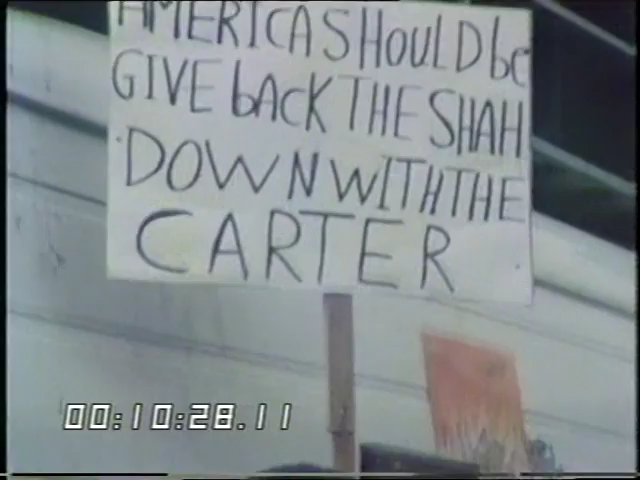 AMERICA SHOULD be
GIVE bACK THE SHAH
DOWN WITH THE
CARTER
00:10:28.11